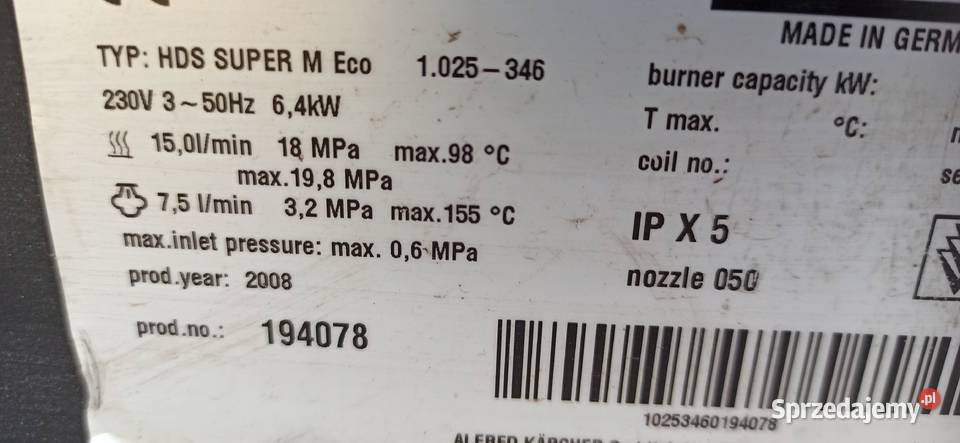 MADE IN GERM
TYP: HDS SUPER M Eco 1.025-346
burner capacity kW:
230V 3~50Hz 6,4kW
T max. °C:
15,0l/min 18 MPa max.98 °C
coil no.:
max.19,8 MPa
7,5 l/min 3,2 MPa max.155 °C
IP X 5
max.inlet pressure: max. 0,6 MPa
nozzle 050
prod.year: 2008
prod.no.: 194078
10253460194078
Sprzedajemy.pl
ALFRED KÄRCHER